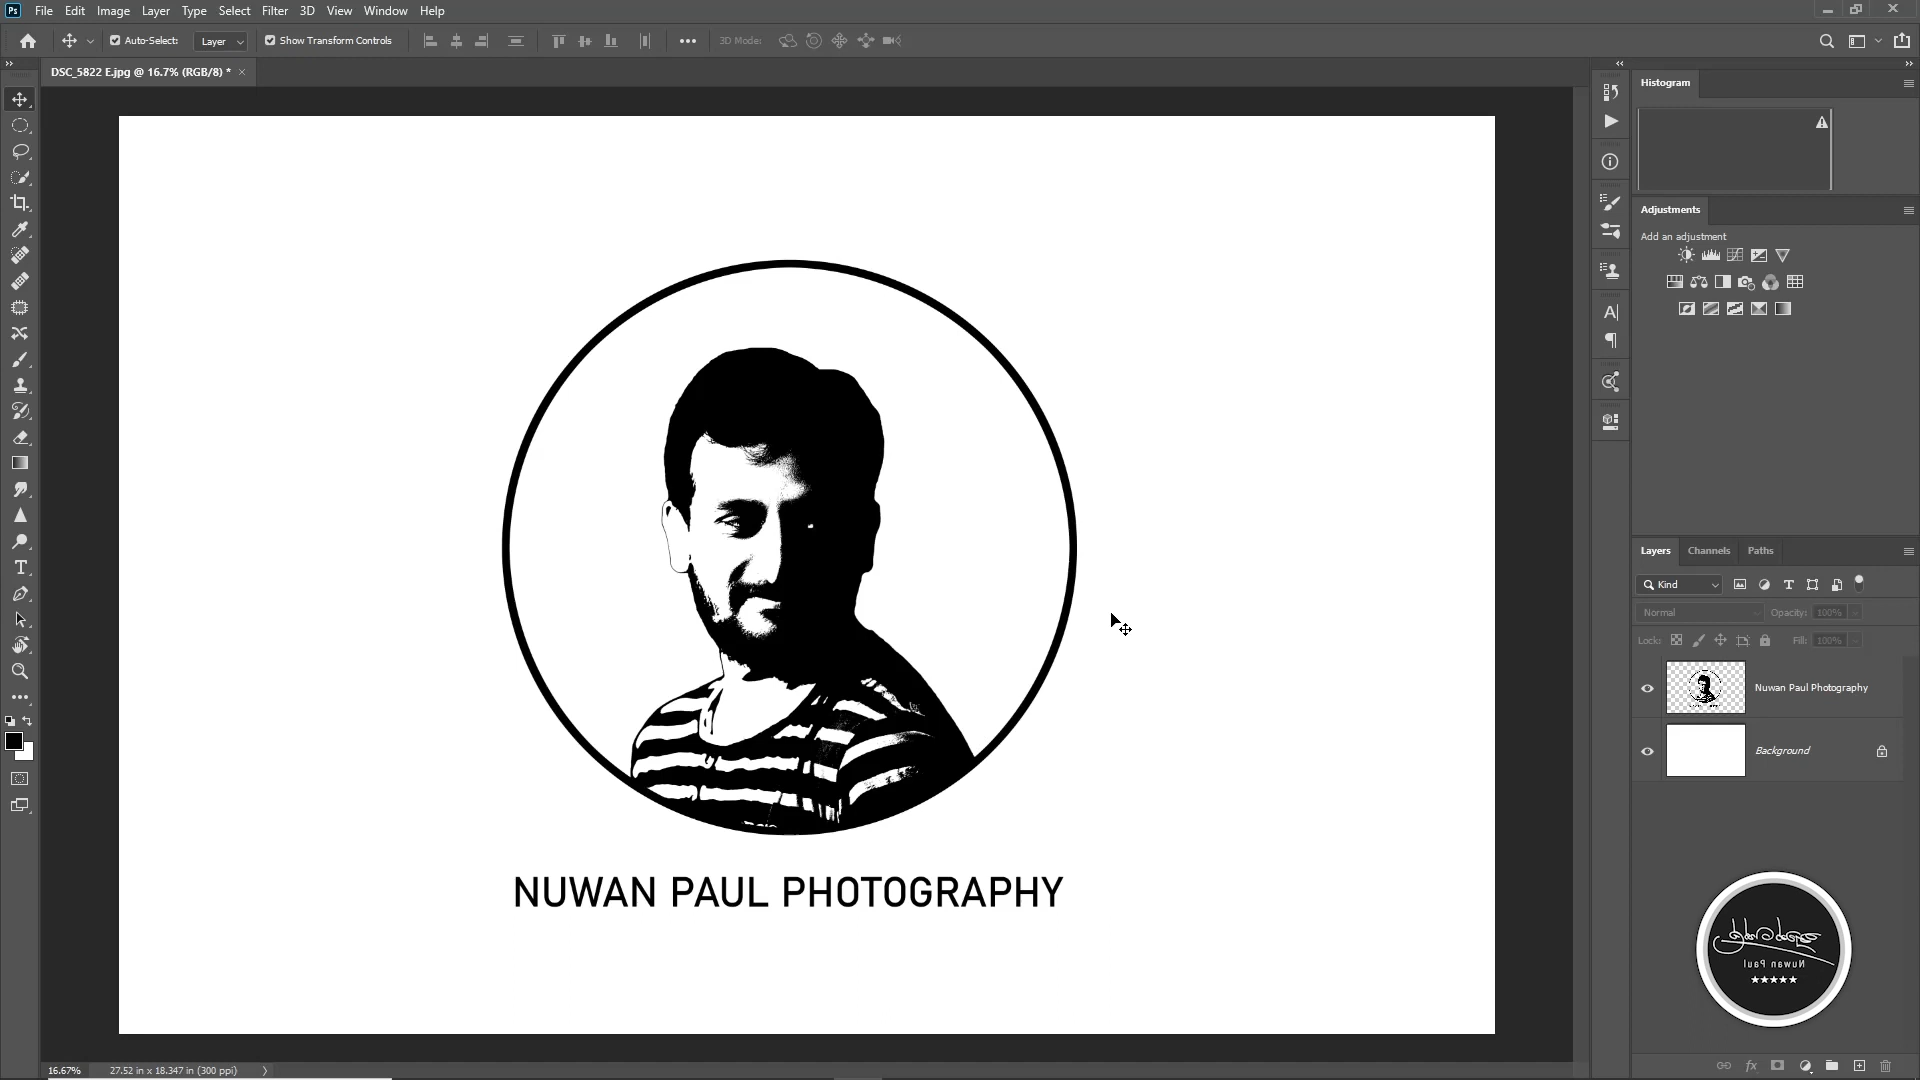 File Edit Image Layer Type Select Filter 3D View Window Help
Auto-Select: Layer Show Transform Controls 3D Mode:
DSC_5822 E.jpg @ 16.7% (RGB/8) *
Histogram
Adjustments
Add an adjustment
Layers Channels Paths
Kind
Normal Opacity: 100%
Lock: Fill: 100%
Nuwan Paul Photography
Background
NUWAN PAUL PHOTOGRAPHY
Nuwan Paul
16.67% 27.52 in x 18.347 in (300 ppi)